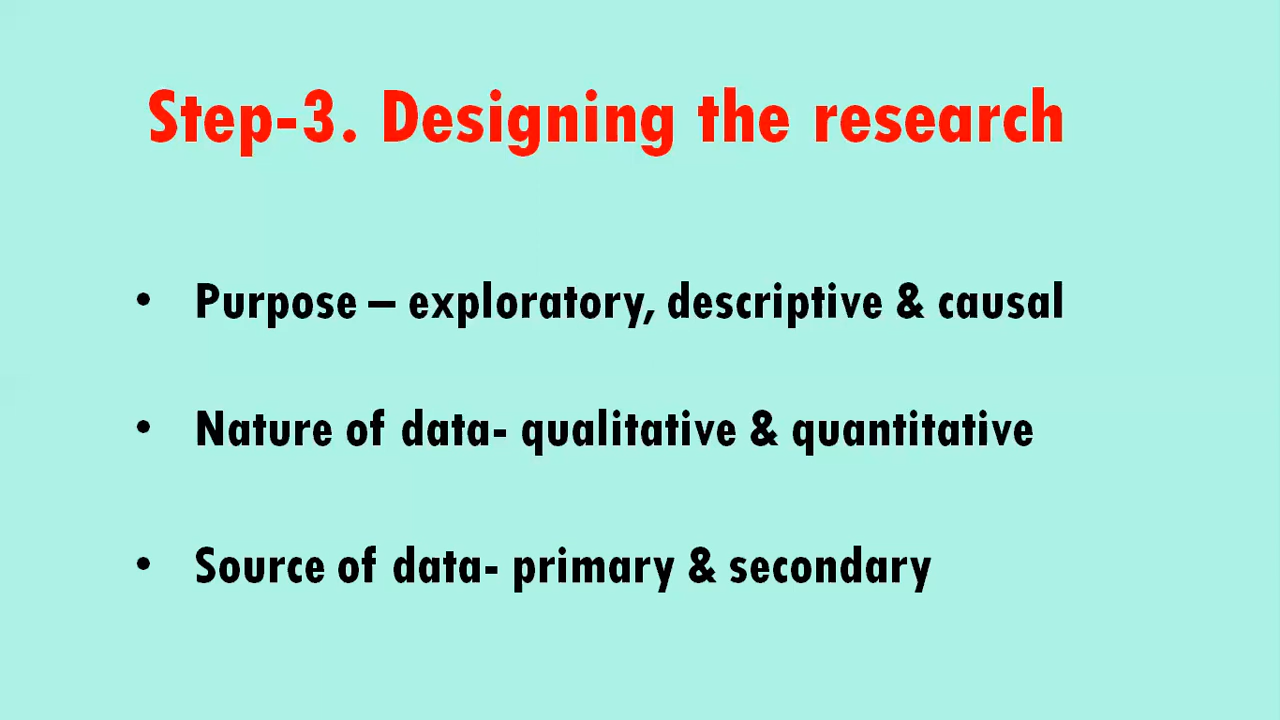 Step-3. Designing the research
• Purpose – exploratory, descriptive & causal
• Nature of data- qualitative & quantitative
• Source of data- primary & secondary